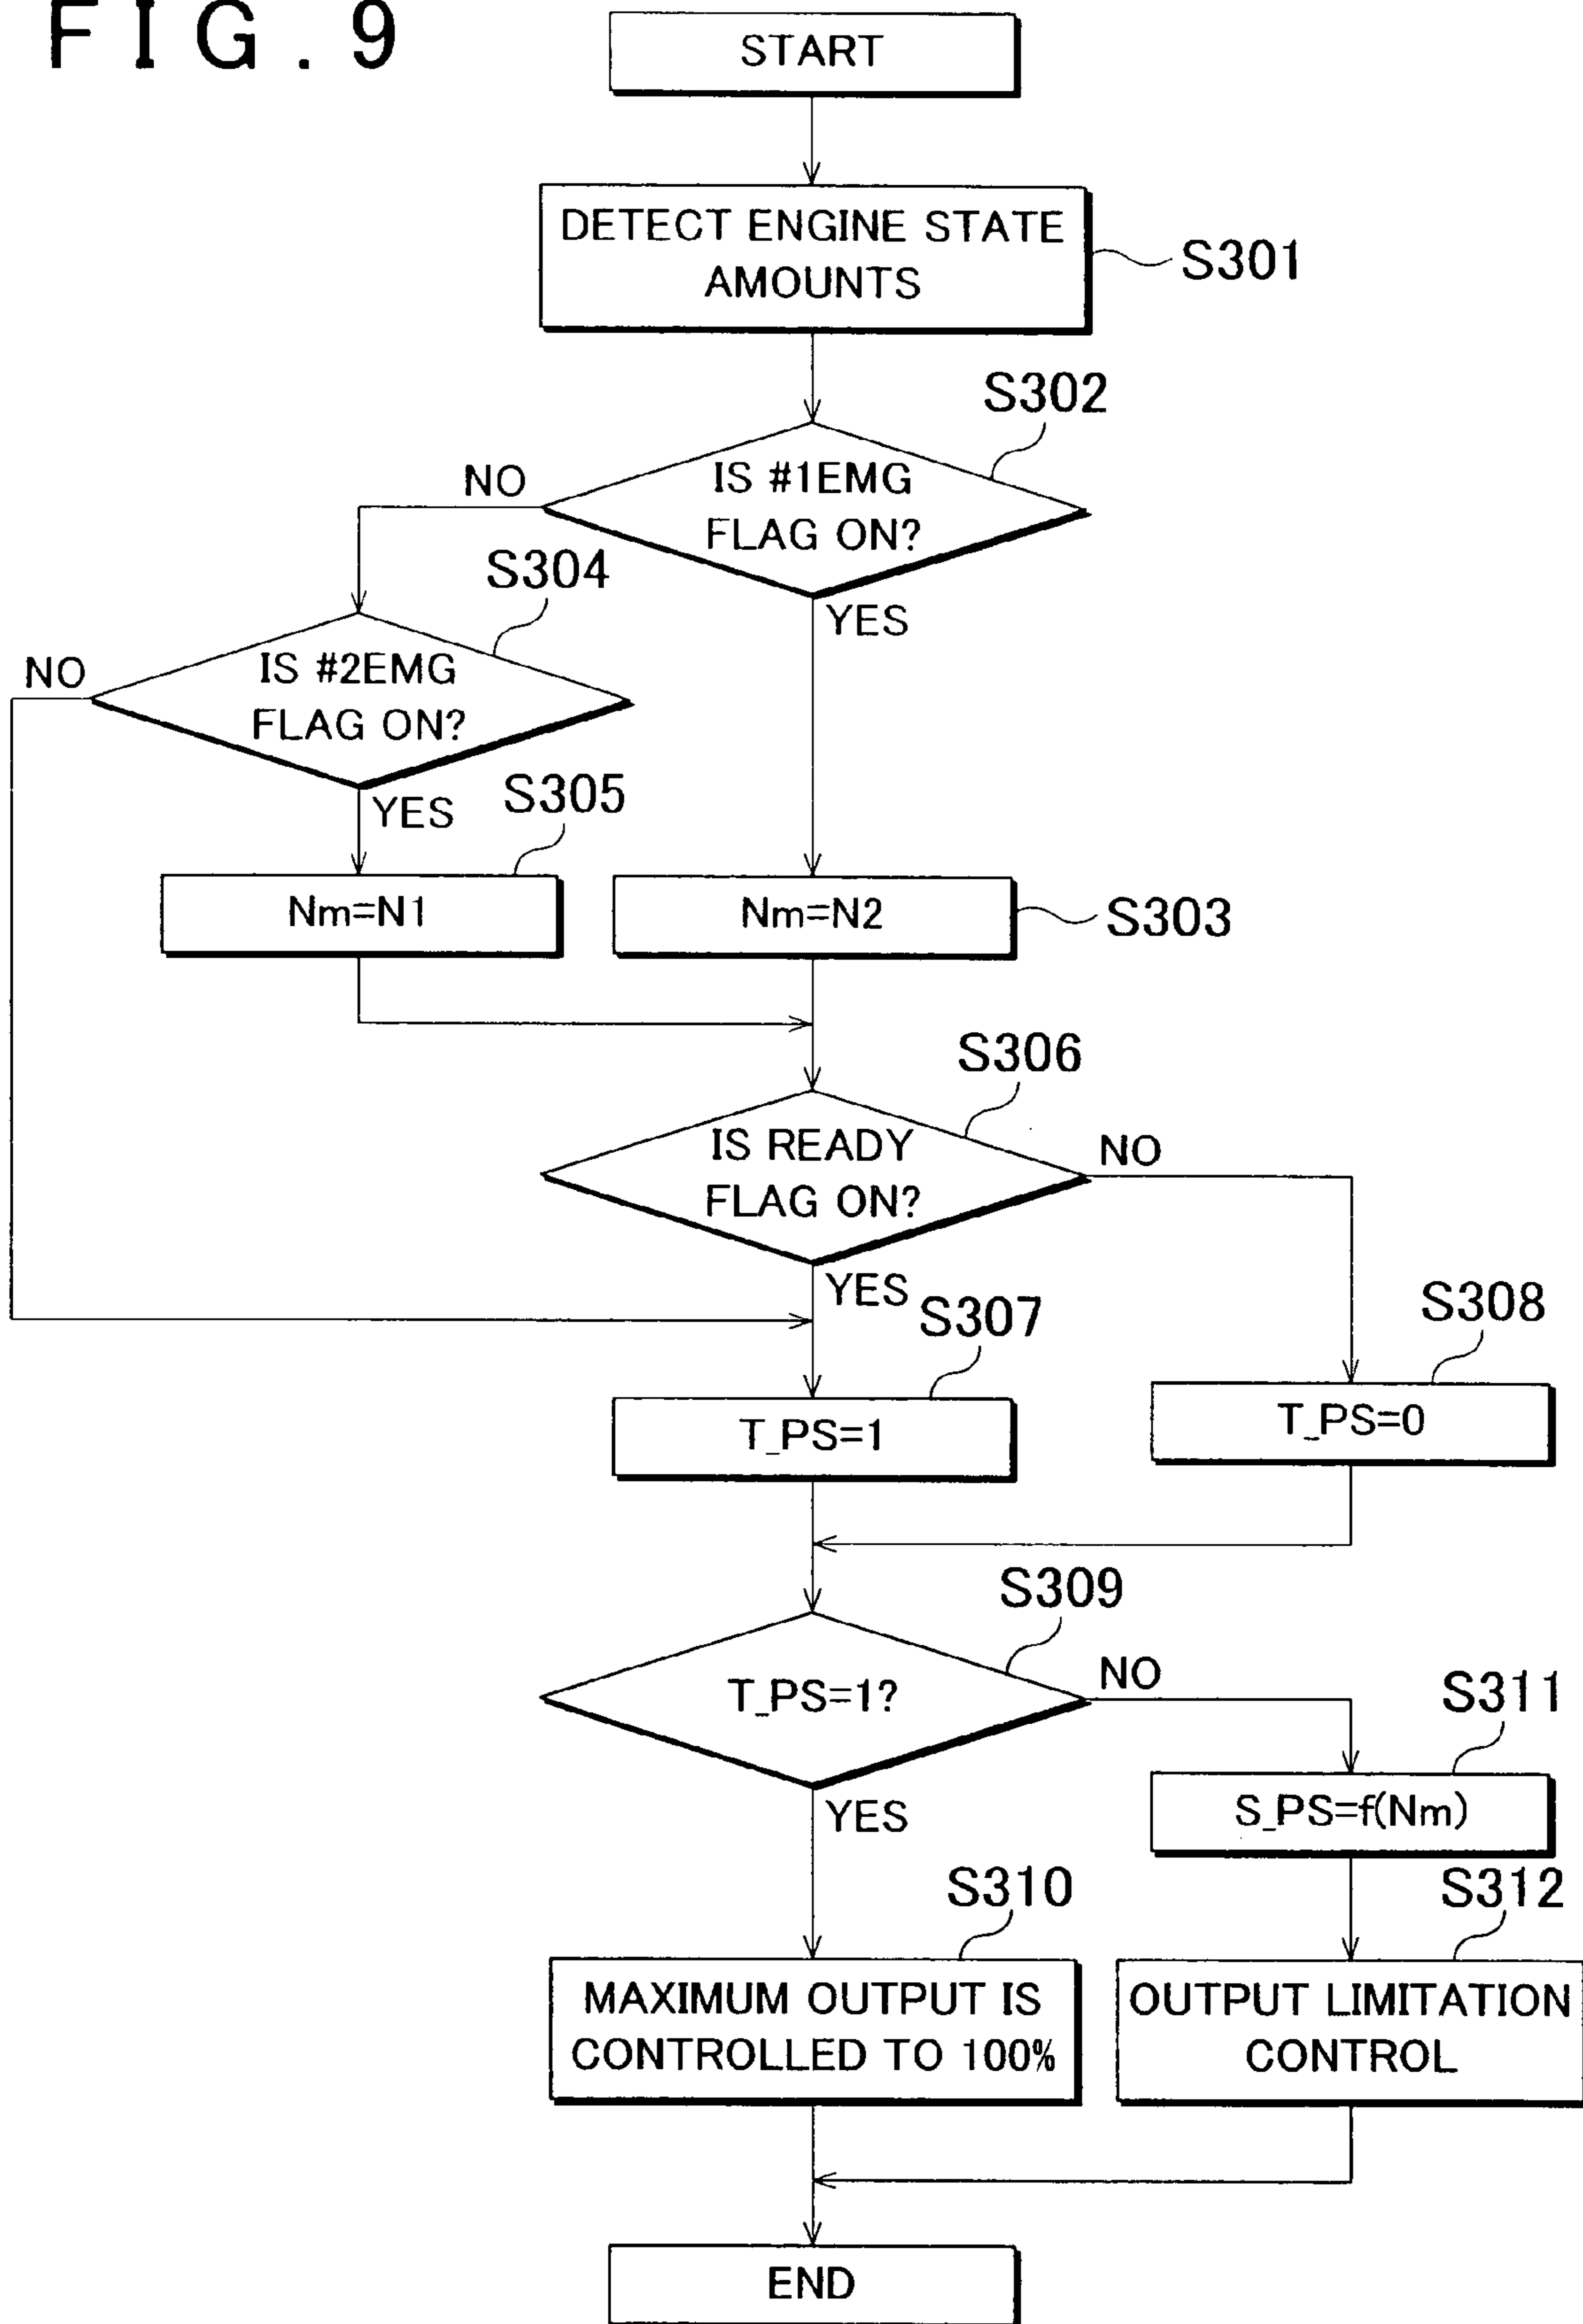 FIG. 9
START
DETECT ENGINE STATE
AMOUNTS
S301
S302
IS #1EMG
FLAG ON?
NO
YES
S304
IS #2EMG
FLAG ON?
NO
YES
S305
Nm=N1
Nm=N2
S303
S306
IS READY
FLAG ON?
NO
YES
S307
S308
T_PS=1
T_PS=0
S309
T_PS=1?
NO
YES
S311
S_PS=f(Nm)
S310
S312
MAXIMUM OUTPUT IS
CONTROLLED TO 100%
OUTPUT LIMITATION
CONTROL
END